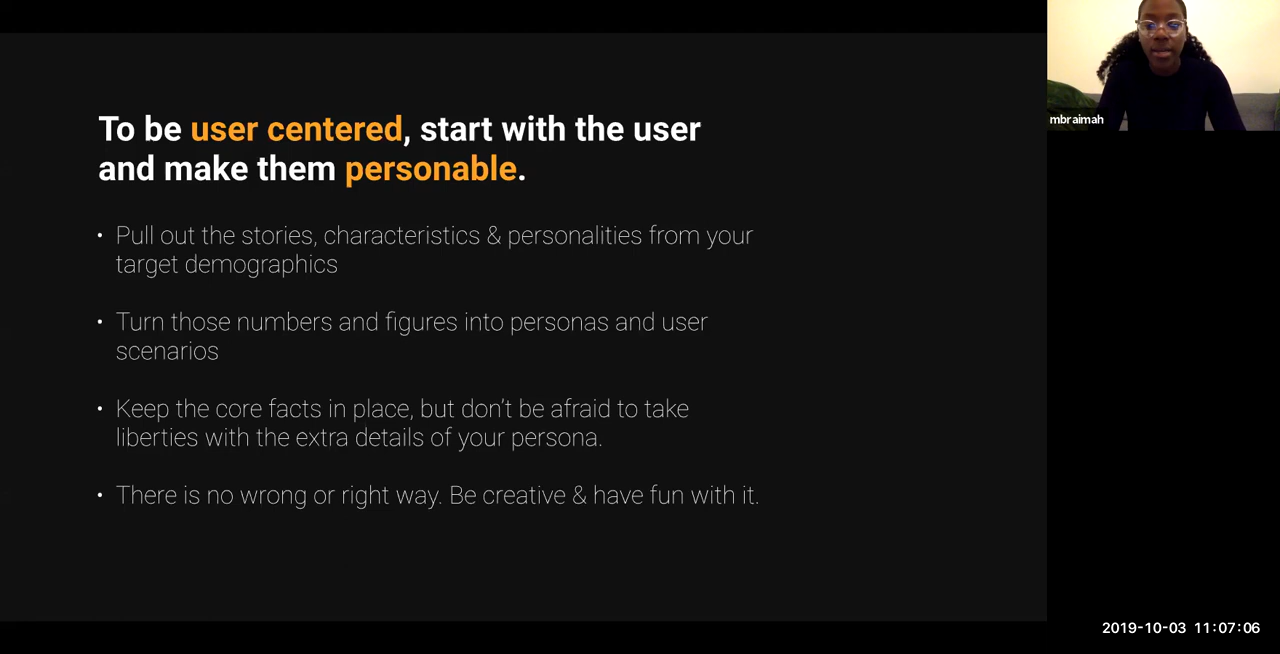 To be user centered, start with the user
and make them personable.
• Pull out the stories, characteristics & personalities from your
target demographics
• Turn those numbers and figures into personas and user
scenarios
• Keep the core facts in place, but don’t be afraid to take
liberties with the extra details of your persona.
• There is no wrong or right way. Be creative & have fun with it.
mbraimah
2019-10-03 11:07:06